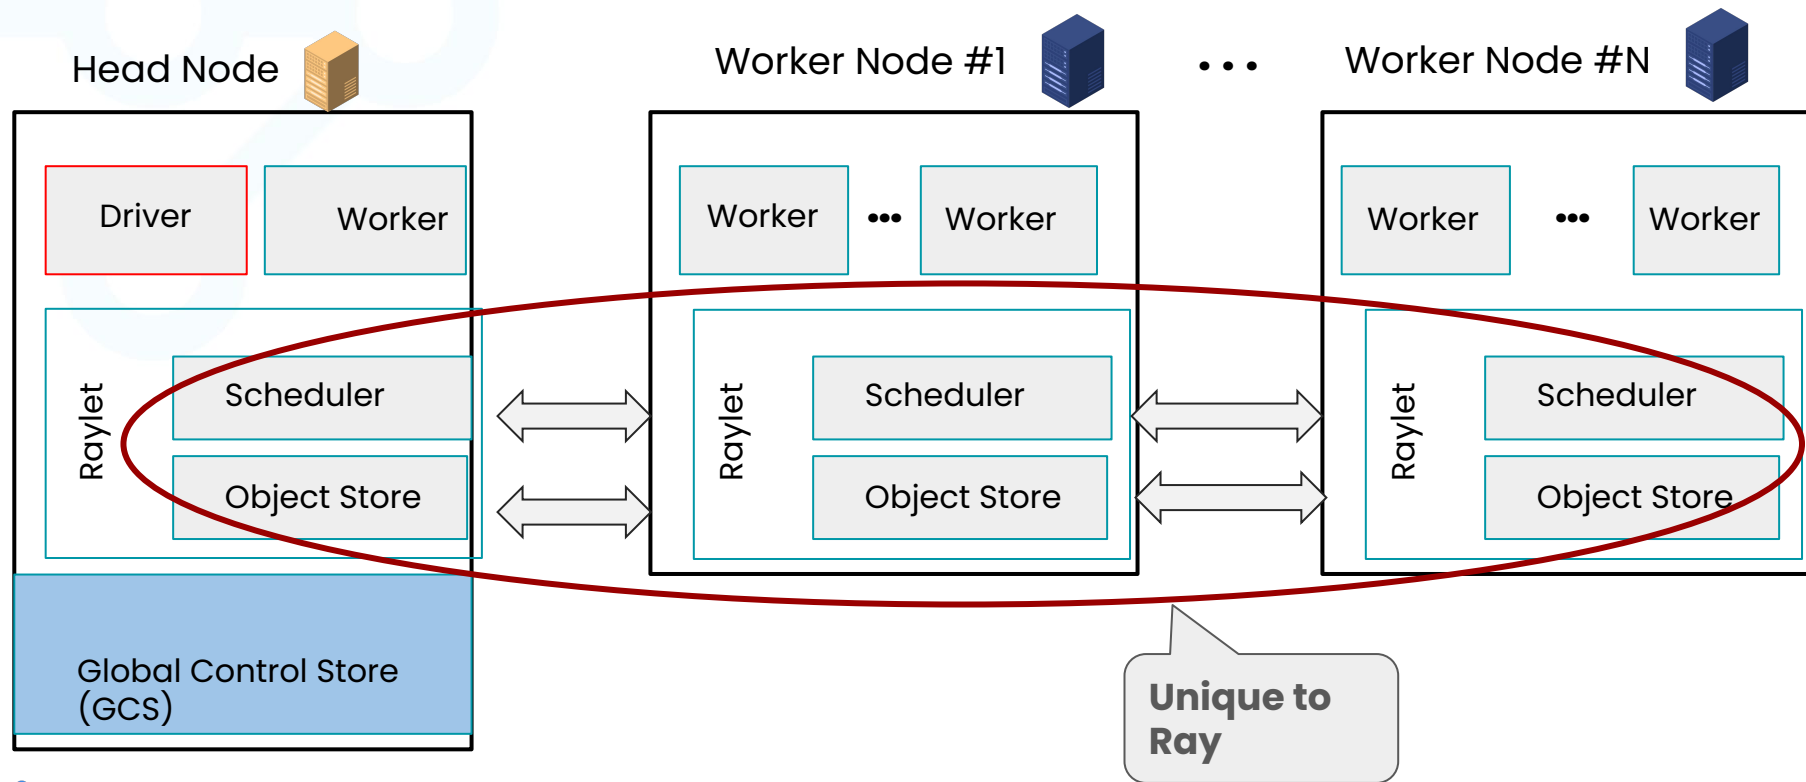 Head Node
Worker Node #1
...
Worker Node #N
Driver
Worker
Worker
...
Worker
Worker
...
Worker
Raylet
Scheduler
Object Store
Raylet
Scheduler
Object Store
Raylet
Scheduler
Object Store
Global Control Store
(GCS)
Unique to
Ray